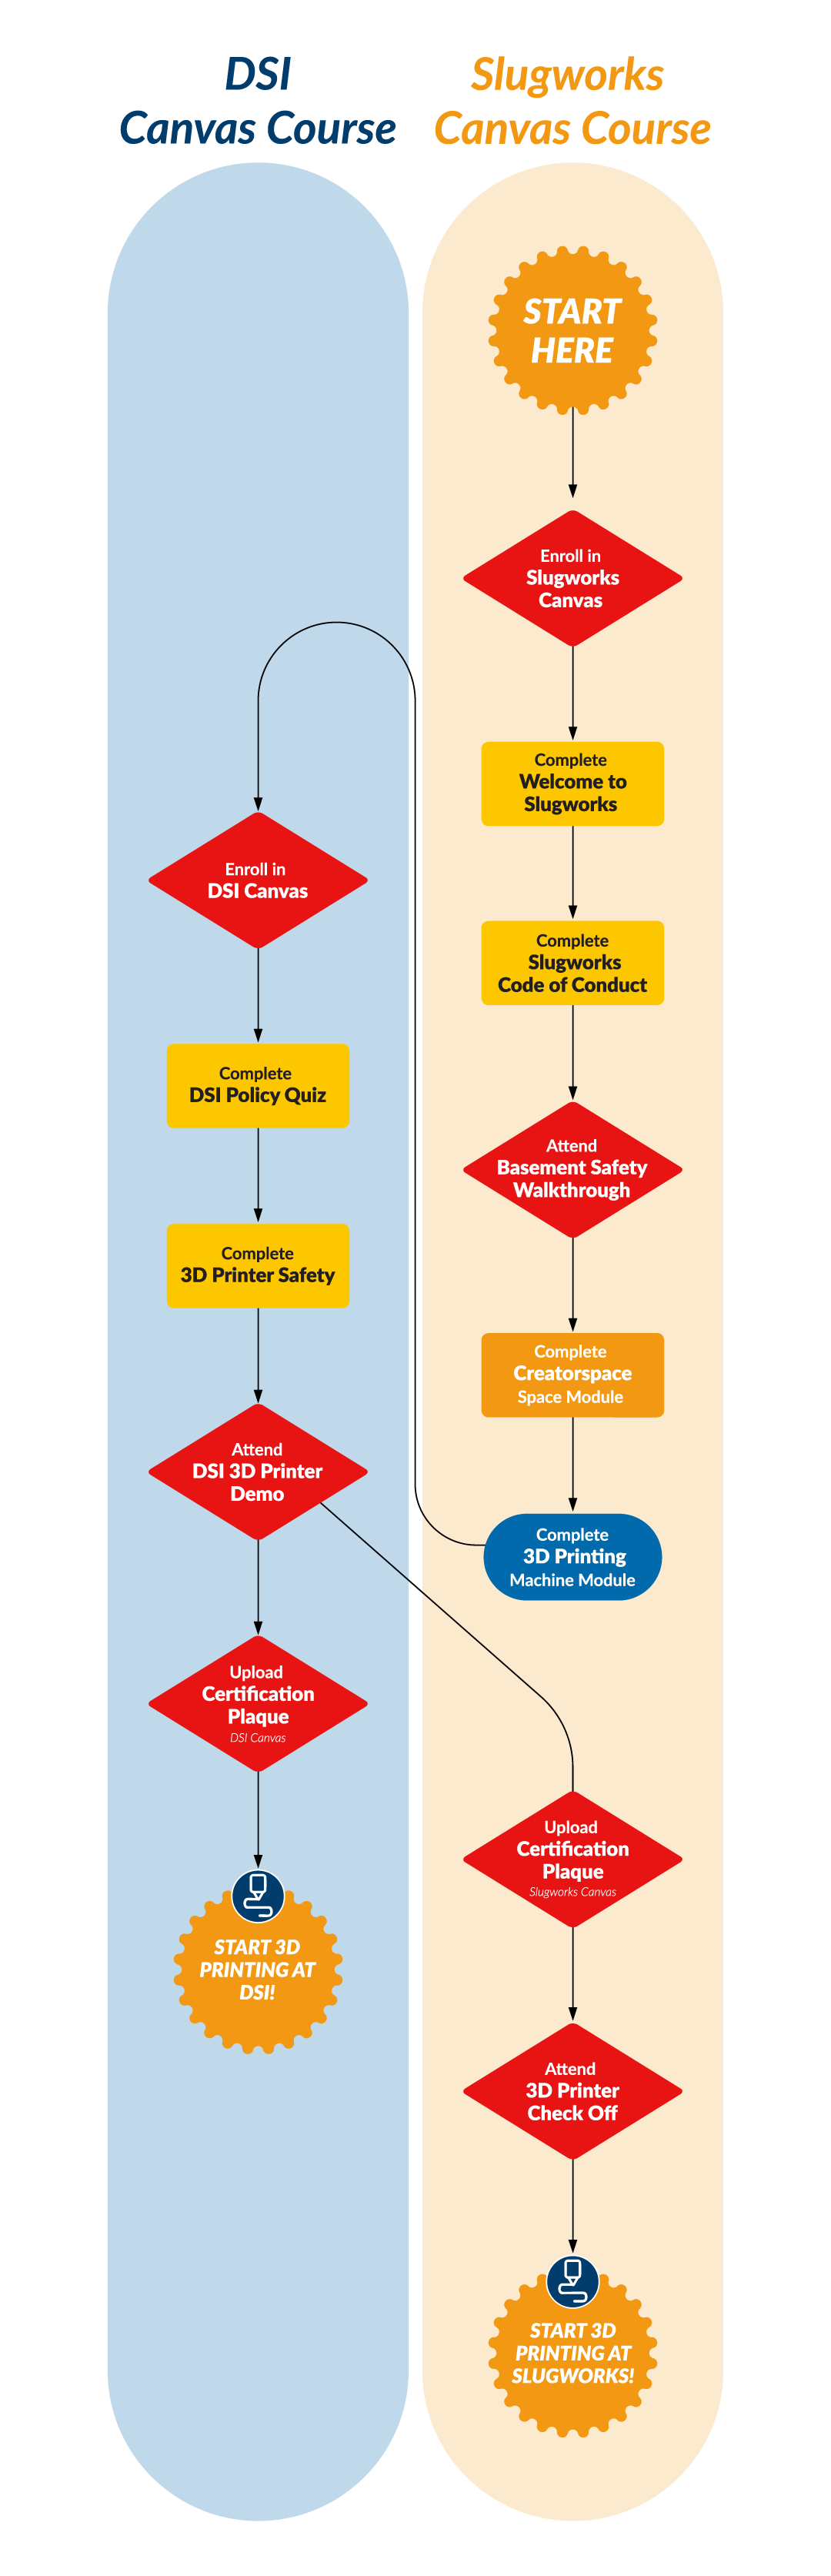 DSI
Canvas Course
Slugworks
Canvas Course
START
HERE
Enroll in
Slugworks
Canvas
Complete
Welcome to
Slugworks
Complete
Slugworks
Code of Conduct
Attend
Basement Safety
Walkthrough
Complete
Creatorspace
Space Module
Complete
3D Printing
Machine Module
Enroll in
DSI Canvas
Complete
DSI Policy Quiz
Complete
3D Printer Safety
Attend
DSI 3D Printer
Demo
Upload
Certification
Plaque
DSI Canvas
START 3D
PRINTING AT
DSI!
Upload
Certification
Plaque
Slugworks Canvas
Attend
3D Printer
Check Off
START 3D
PRINTING AT
SLUGWORKS!